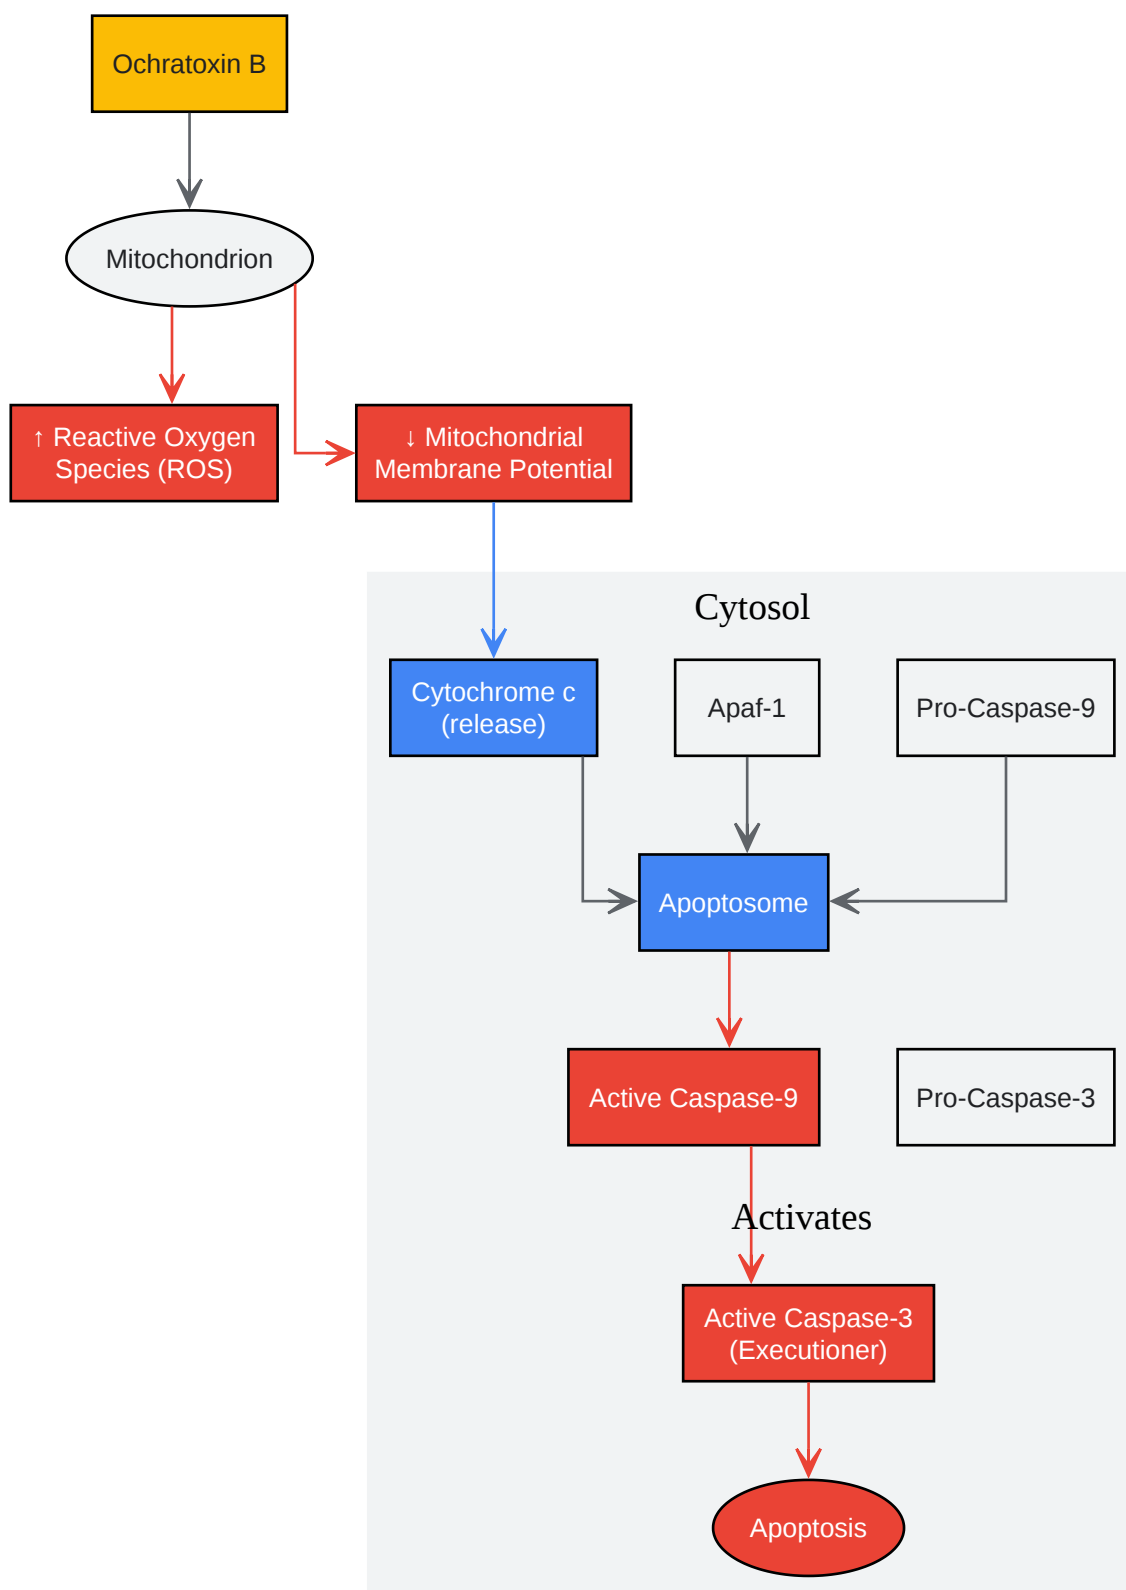 Ochratoxin B
Mitochondrion
↑ Reactive Oxygen
Species (ROS)
↓ Mitochondrial
Membrane Potential
Cytosol
Cytochrome c
(release)
Apaf-1
Pro-Caspase-9
Apoptosome
Active Caspase-9
Pro-Caspase-3
Activates
Active Caspase-3
(Executioner)
Apoptosis